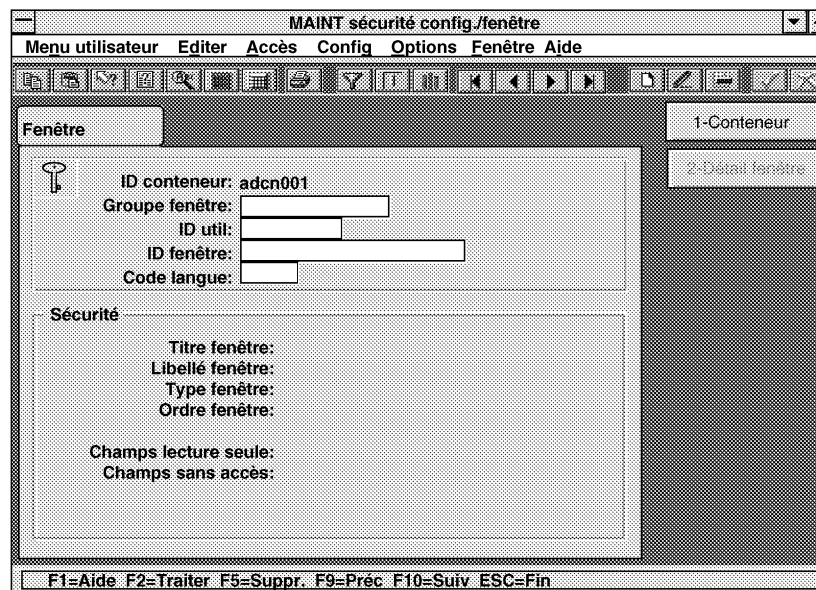 MAINT sécurité config./fenêtre
Menu utilisateur Editer Accès Config Options Fenêtre Aide
Fenêtre
1-Conteneur
2-Détail fenêtre
ID conteneur: adcn001
Groupe fenêtre:
ID util:
ID fenêtre:
Code langue:
Sécurité
Titre fenêtre:
Libellé fenêtre:
Type fenêtre:
Ordre fenêtre:
Champs lecture seule:
Champs sans accès:
F1=Aide F2=Traiter F5=Suppr. F9=Préc F10=Suiv ESC=Fin